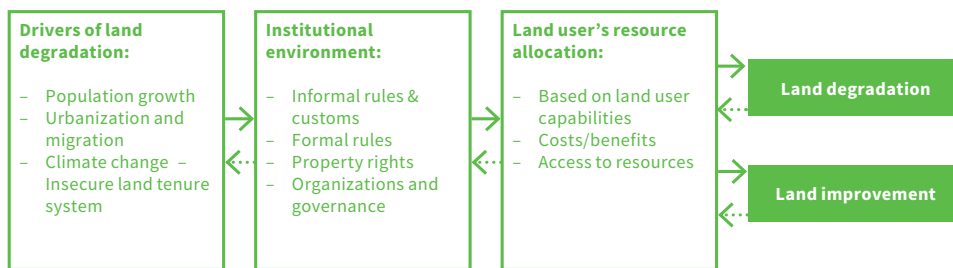 Drivers of land
degradation:
– Population growth
– Urbanization and
migration
– Climate change –
Insecure land tenure
system
Institutional
environment:
– Informal rules &
customs
– Formal rules
– Property rights
– Organizations and
governance
Land user’s resource
allocation:
– Based on land user
capabilities
– Costs/benefits
– Access to resources
Land degradation
Land improvement